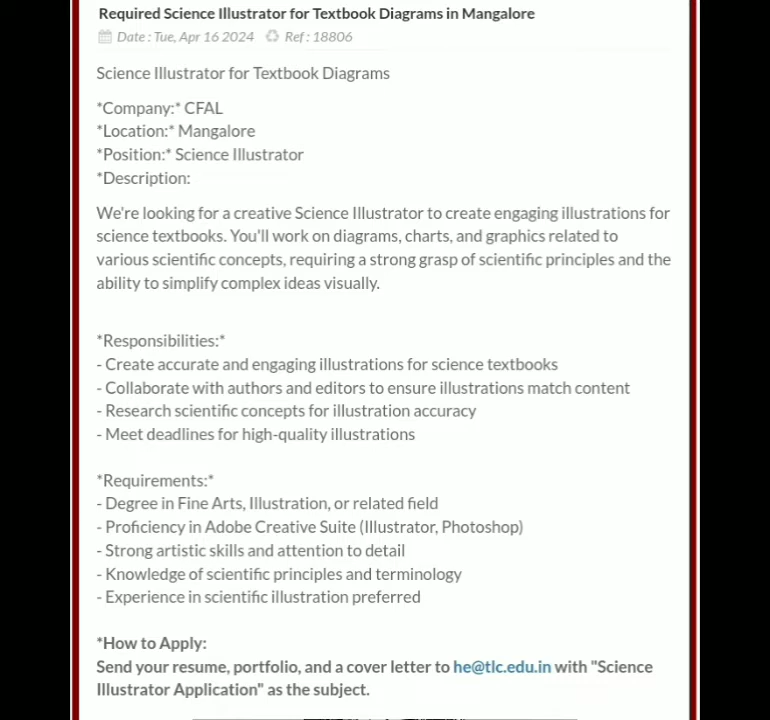 Required Science Illustrator for Textbook Diagrams in Mangalore
Date : Tue, Apr 16 2024 Ref : 18806
Science Illustrator for Textbook Diagrams
*Company:* CFAL
*Location:* Mangalore
*Position:* Science Illustrator
*Description:
We're looking for a creative Science Illustrator to create engaging illustrations for
science textbooks. You'll work on diagrams, charts, and graphics related to
various scientific concepts, requiring a strong grasp of scientific principles and the
ability to simplify complex ideas visually.
*Responsibilities:*
- Create accurate and engaging illustrations for science textbooks
- Collaborate with authors and editors to ensure illustrations match content
- Research scientific concepts for illustration accuracy
- Meet deadlines for high-quality illustrations
*Requirements:*
- Degree in Fine Arts, Illustration, or related field
- Proficiency in Adobe Creative Suite (Illustrator, Photoshop)
- Strong artistic skills and attention to detail
- Knowledge of scientific principles and terminology
- Experience in scientific illustration preferred
*How to Apply:
Send your resume, portfolio, and a cover letter to he@tlc.edu.in with "Science
Illustrator Application" as the subject.